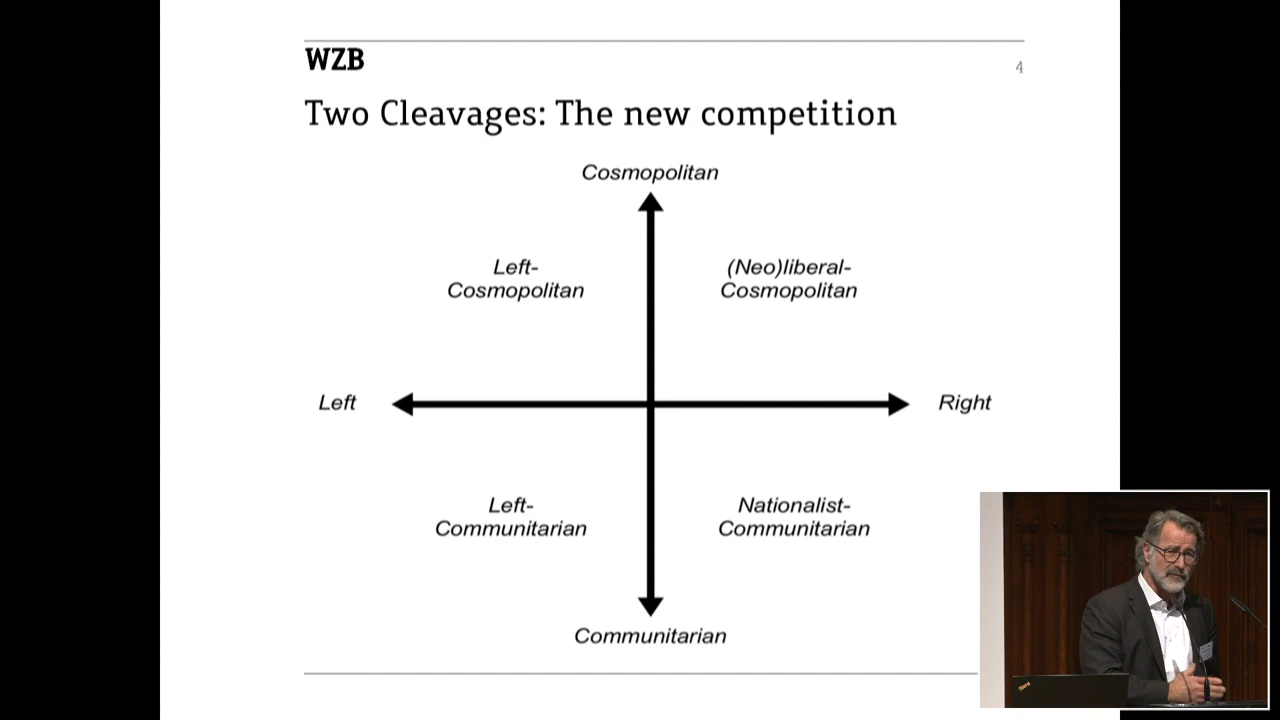 WZB
4
Two Cleavages: The new competition
Cosmopolitan
Left-
Cosmopolitan
(Neo)liberal-
Cosmopolitan
Left
Right
Left-
Communitarian
Nationalist-
Communitarian
Communitarian